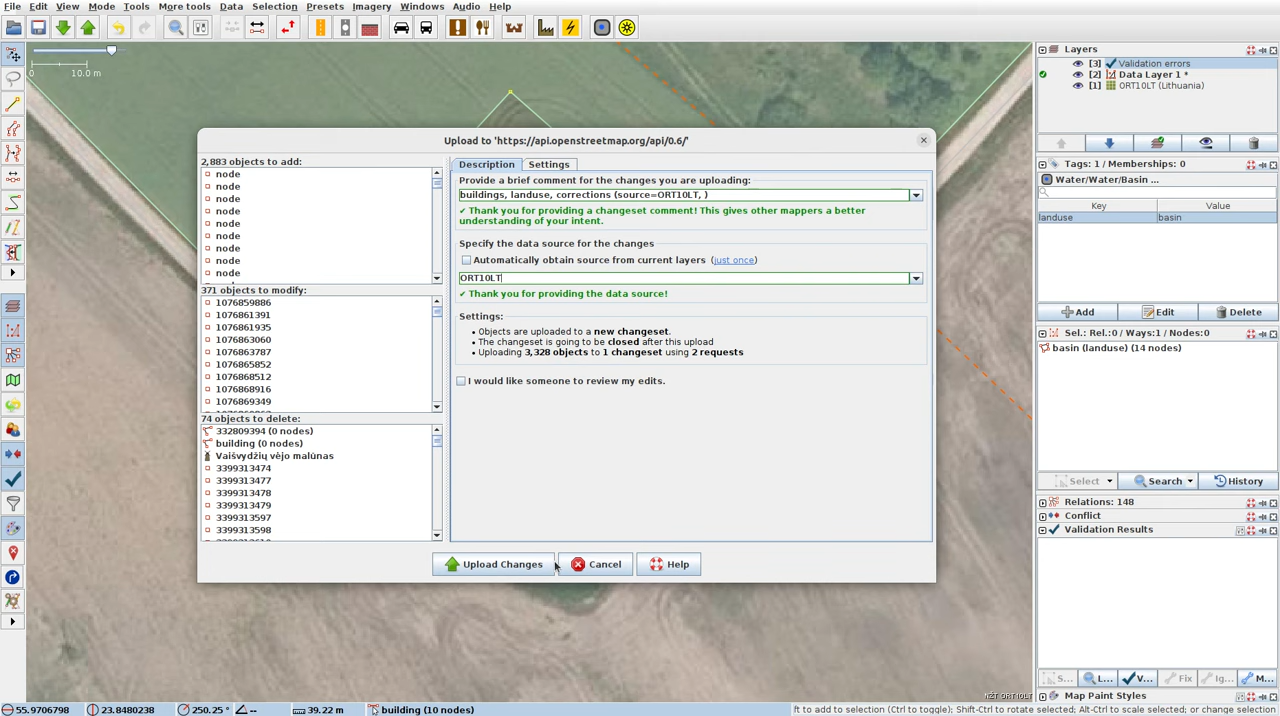 File Edit View Mode Tools More tools Data Selection Presets Imagery Windows Audio Help
0 10.0 m
Upload to 'https://api.openstreetmap.org/api/0.6/'
2,883 objects to add:
node
node
node
node
node
node
node
node
node
371 objects to modify:
1076859886
1076861391
1076861935
1076863060
1076863787
1076865852
1076868512
1076868916
1076869349
74 objects to delete:
332809394 (0 nodes)
building (0 nodes)
Vaišvydžių vėjo malūnas
3399313474
3399313477
3399313478
3399313479
3399313597
3399313598
Description Settings
Provide a brief comment for the changes you are uploading:
buildings, landuse, corrections (source=ORT10LT, )
✔ Thank you for providing a changeset comment! This gives other mappers a better
understanding of your intent.
Specify the data source for the changes
Automatically obtain source from current layers (just once)
ORT10LT
✔ Thank you for providing the data source!
Settings:
• Objects are uploaded to a new changeset.
• The changeset is going to be closed after this upload
• Uploading 3,328 objects to 1 changeset using 2 requests
I would like someone to review my edits.
Upload Changes Cancel Help
Layers
[3] Validation errors
[2] Data Layer 1 *
[1] ORT10LT (Lithuania)
Tags: 1 / Memberships: 0
Water/Water/Basin ...
Key Value
landuse basin
Add Edit Delete
Sel.: Rel.:0 / Ways:1 / Nodes:0
basin (landuse) (14 nodes)
Select Search History
Relations: 148
Conflict
Validation Results
S... L... V... Fix Ig... M...
Map Paint Styles
NŽT ORT10LT
55.9706798 23.8480238 250.25° -- 39.22 m building (10 nodes) ft to add to selection (Ctrl to toggle); Shift-Ctrl to rotate selected; Alt-Ctrl to scale selected; or change selection